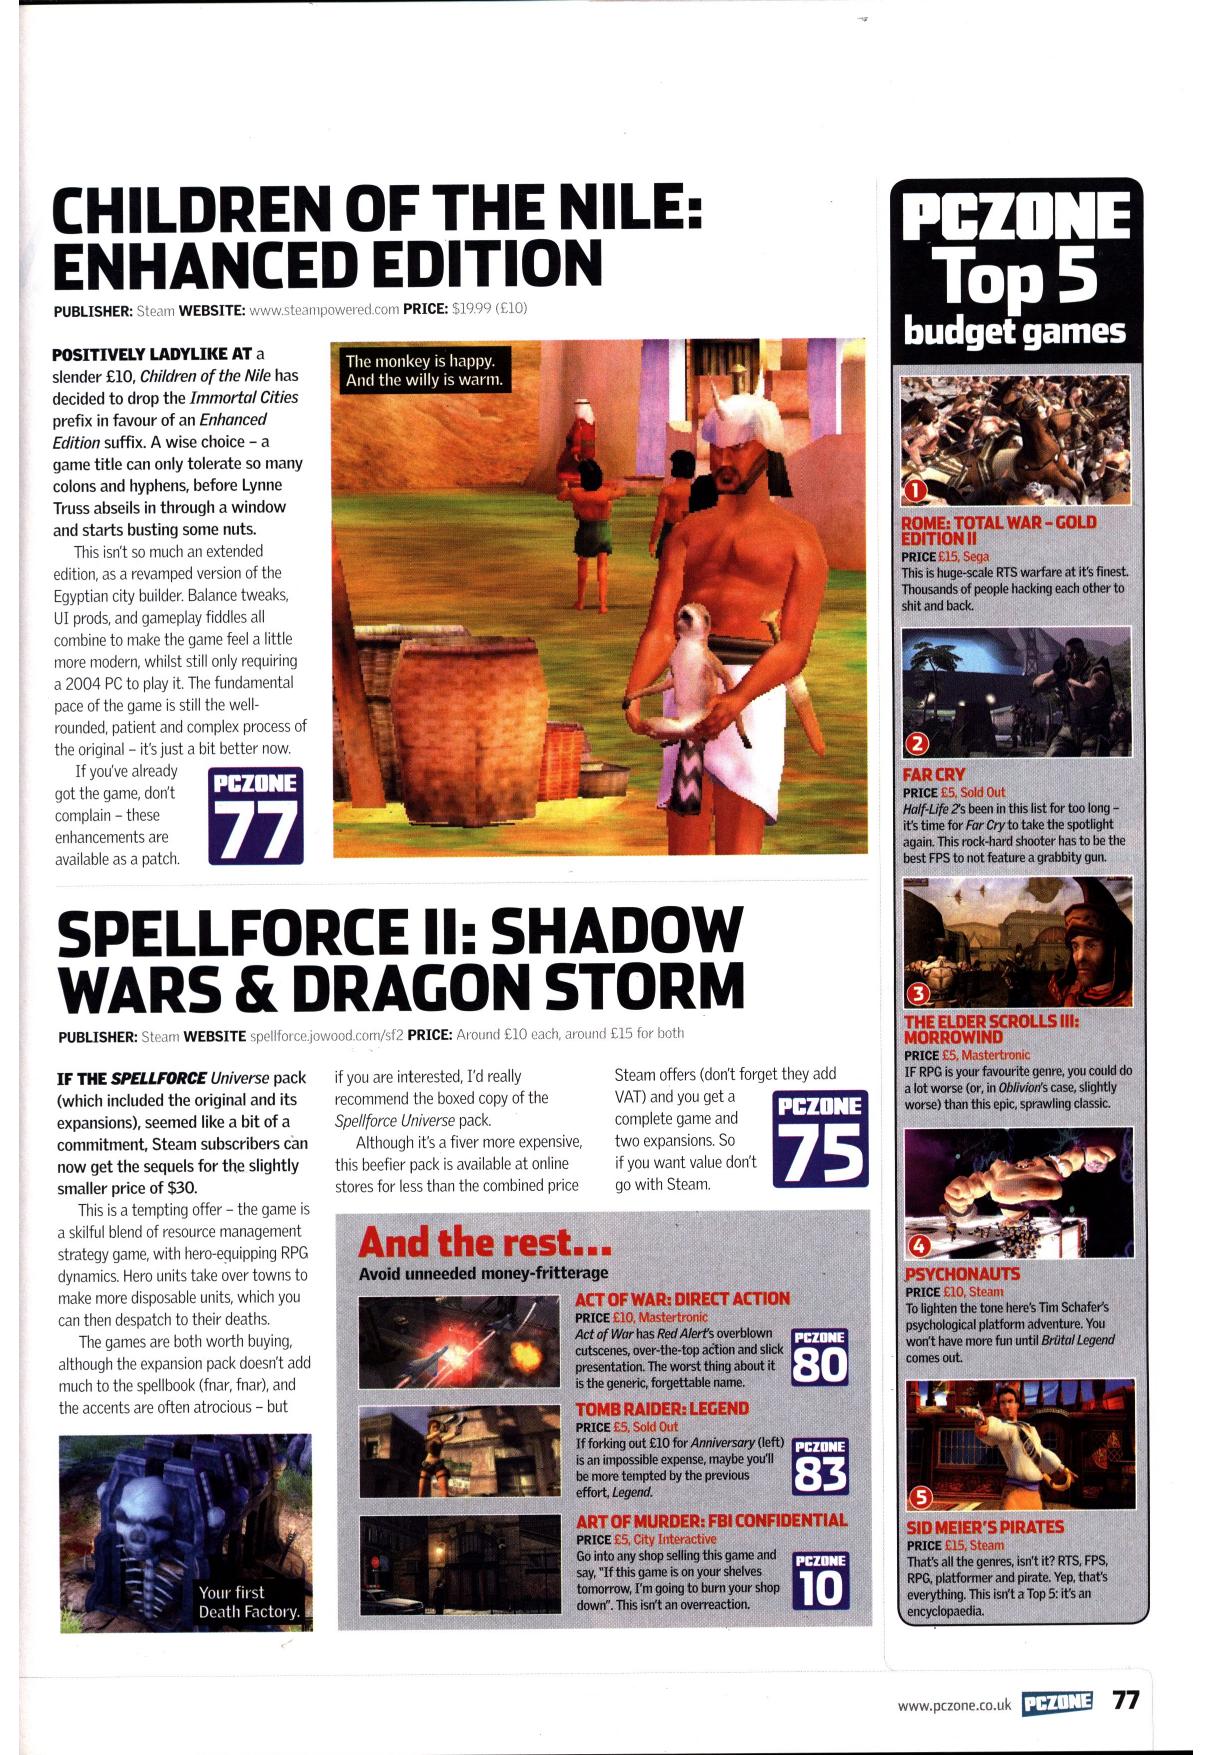 CHILDREN OF THE NILE:
ENHANCED EDITION
PUBLISHER: Steam WEBSITE: www.steampowered.com PRICE: $19.99 (£10)
POSITIVELY LADYLIKE AT a
slender £10, Children of the Nile has
decided to drop the Immortal Cities
prefix in favour of an Enhanced
Edition suffix. A wise choice – a
game title can only tolerate so many
colons and hyphens, before Lynne
Truss abseils in through a window
and starts busting some nuts.
This isn't so much an extended
edition, as a revamped version of the
Egyptian city builder. Balance tweaks,
UI prods, and gameplay fiddles all
combine to make the game feel a little
more modern, whilst still only requiring
a 2004 PC to play it. The fundamental
pace of the game is still the well-
rounded, patient and complex process of
the original – it's just a bit better now.
If you've already
got the game, don't
complain – these
enhancements are
available as a patch.
PCZONE
77
The monkey is happy.
And the willy is warm.
SPELLFORCE II: SHADOW
WARS & DRAGON STORM
PUBLISHER: Steam WEBSITE spellforce.jowood.com/sf2 PRICE: Around £10 each, around £15 for both
IF THE SPELLFORCE Universe pack
(which included the original and its
expansions), seemed like a bit of a
commitment, Steam subscribers can
now get the sequels for the slightly
smaller price of $30.
This is a tempting offer – the game is
a skilful blend of resource management
strategy game, with hero-equipping RPG
dynamics. Hero units take over towns to
make more disposable units, which you
can then despatch to their deaths.
The games are both worth buying,
although the expansion pack doesn't add
much to the spellbook (fnar, fnar), and
the accents are often atrocious – but
if you are interested, I'd really
recommend the boxed copy of the
Spellforce Universe pack.
Although it's a fiver more expensive,
this beefier pack is available at online
stores for less than the combined price
Steam offers (don't forget they add
VAT) and you get a
complete game and
two expansions. So
if you want value don't
go with Steam.
PCZONE
75
Your first
Death Factory.
And the rest...
Avoid unneeded money-fritterage
ACT OF WAR: DIRECT ACTION
PRICE £10, Mastertronic
Act of War has Red Alert's overblown
cutscenes, over-the-top action and slick
presentation. The worst thing about it
is the generic, forgettable name.
PCZONE
80
TOMB RAIDER: LEGEND
PRICE £5, Sold Out
If forking out £10 for Anniversary (left)
is an impossible expense, maybe you'll
be more tempted by the previous
effort, Legend.
PCZONE
83
ART OF MURDER: FBI CONFIDENTIAL
PRICE £5, City Interactive
Go into any shop selling this game and
say, "If this game is on your shelves
tomorrow, I'm going to burn your shop
down". This isn't an overreaction.
PCZONE
10
PCZONE
Top 5
budget games
1
ROME: TOTAL WAR – GOLD
EDITION II
PRICE £15, Sega
This is huge-scale RTS warfare at it's finest.
Thousands of people hacking each other to
shit and back.
2
FAR CRY
PRICE £5, Sold Out
Half-Life 2's been in this list for too long –
it's time for Far Cry to take the spotlight
again. This rock-hard shooter has to be the
best FPS to not feature a grabbity gun.
3
THE ELDER SCROLLS III:
MORROWIND
PRICE £5, Mastertronic
IF RPG is your favourite genre, you could do
a lot worse (or, in Oblivion's case, slightly
worse) than this epic, sprawling classic.
4
PSYCHONAUTS
PRICE £10, Steam
To lighten the tone here's Tim Schafer's
psychological platform adventure. You
won't have more fun until Brütal Legend
comes out.
5
SID MEIER'S PIRATES
PRICE £15, Steam
That's all the genres, isn't it? RTS, FPS,
RPG, platformer and pirate. Yep, that's
everything. This isn't a Top 5: it's an
encyclopaedia.
www.pczone.co.uk PCZONE 77